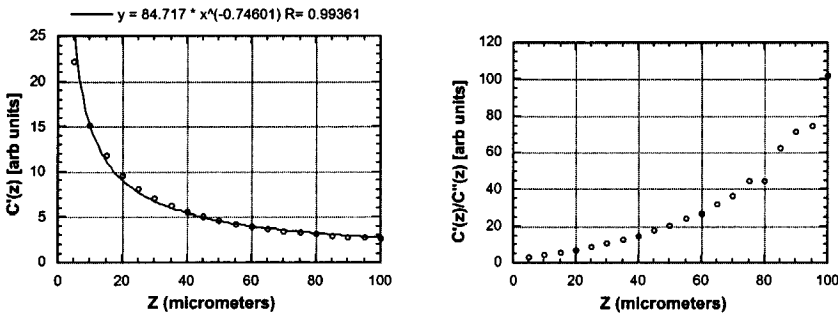 y = 84.717 * x^(-0.74601) R= 0.99361
25
20
15
10
5
0
C'(z) [arb units]
0 20 40 60 80 100
Z (micrometers)
120
100
80
60
40
20
0
C'(z)/C"(z) [arb units]
0 20 40 60 80 100
Z (micrometers)